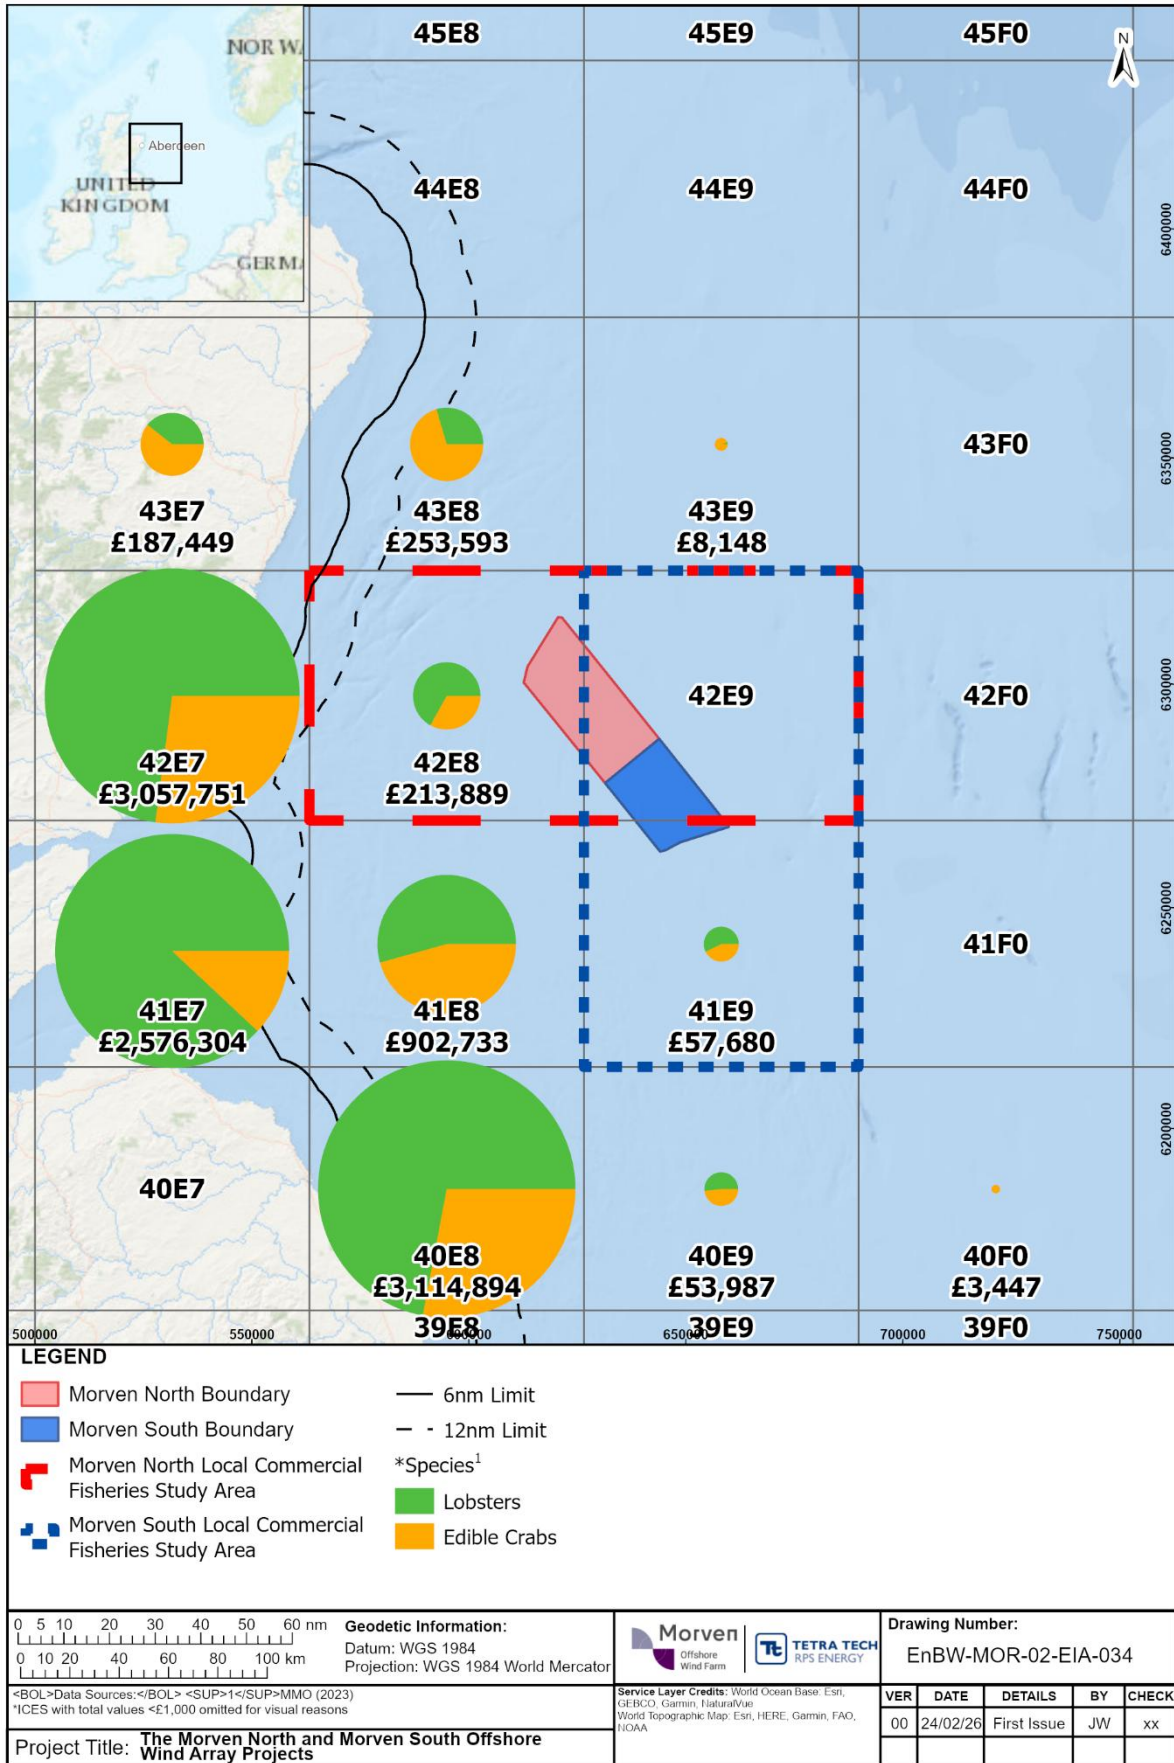 45E8
45E9
45F0
NOR W
N
Aberdeen
UNITED
KINGDOM
GERMA
44E8
44E9
44F0
6400000
43E7
£187,449
43E8
£253,593
43E9
£8,148
43F0
6350000
42E7
£3,057,751
42E8
£213,889
42E9
42F0
6300000
41E7
£2,576,304
41E8
£902,733
41E9
£57,680
41F0
6250000
40E7
40E8
£3,114,894
40E9
£53,987
40F0
£3,447
6200000
39E8
39E9
39F0
500000
550000
600000
650000
700000
750000
LEGEND
Morven North Boundary
Morven South Boundary
Morven North Local Commercial
Fisheries Study Area
Morven South Local Commercial
Fisheries Study Area
6nm Limit
12nm Limit
*Species1
Lobsters
Edible Crabs
0 5 10 20 30 40 50 60 nm
0 10 20 40 60 80 100 km
Geodetic Information:
Datum: WGS 1984
Projection: WGS 1984 World Mercator
Morven
Offshore
Wind Farm
Tt
TETRA TECH
RPS ENERGY
Drawing Number:
EnBW-MOR-02-EIA-034
<BOL>Data Sources:</BOL> <SUP>1</SUP>MMO (2023)
*ICES with total values <£1,000 omitted for visual reasons
Service Layer Credits: World Ocean Base: Esri,
GEBCO, Garmin, NaturalVue
World Topographic Map: Esri, HERE, Garmin, FAO,
NOAA
VER DATE DETAILS BY CHECK
00 24/02/26 First Issue JW xx
Project Title: The Morven North and Morven South Offshore
Wind Array Projects